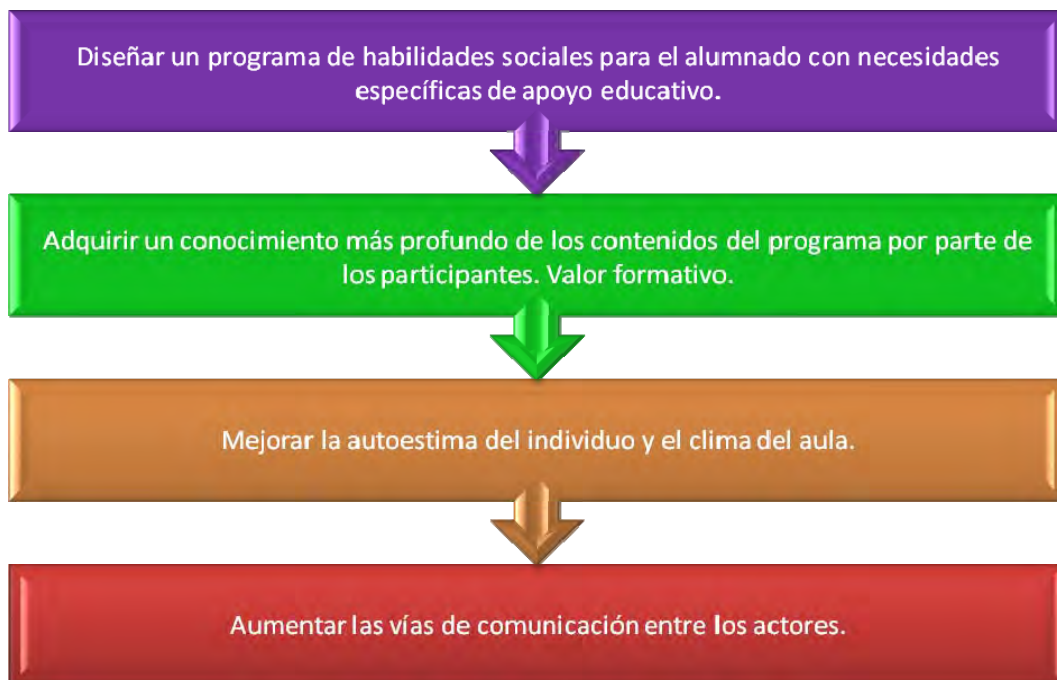 Diseñar un programa de habilidades sociales para el alumnado con necesidades
específicas de apoyo educativo.
Adquirir un conocimiento más profundo de los contenidos del programa por parte de
los participantes. Valor formativo.
Mejorar la autoestima del individuo y el clima del aula.
Aumentar las vías de comunicación entre los actores.